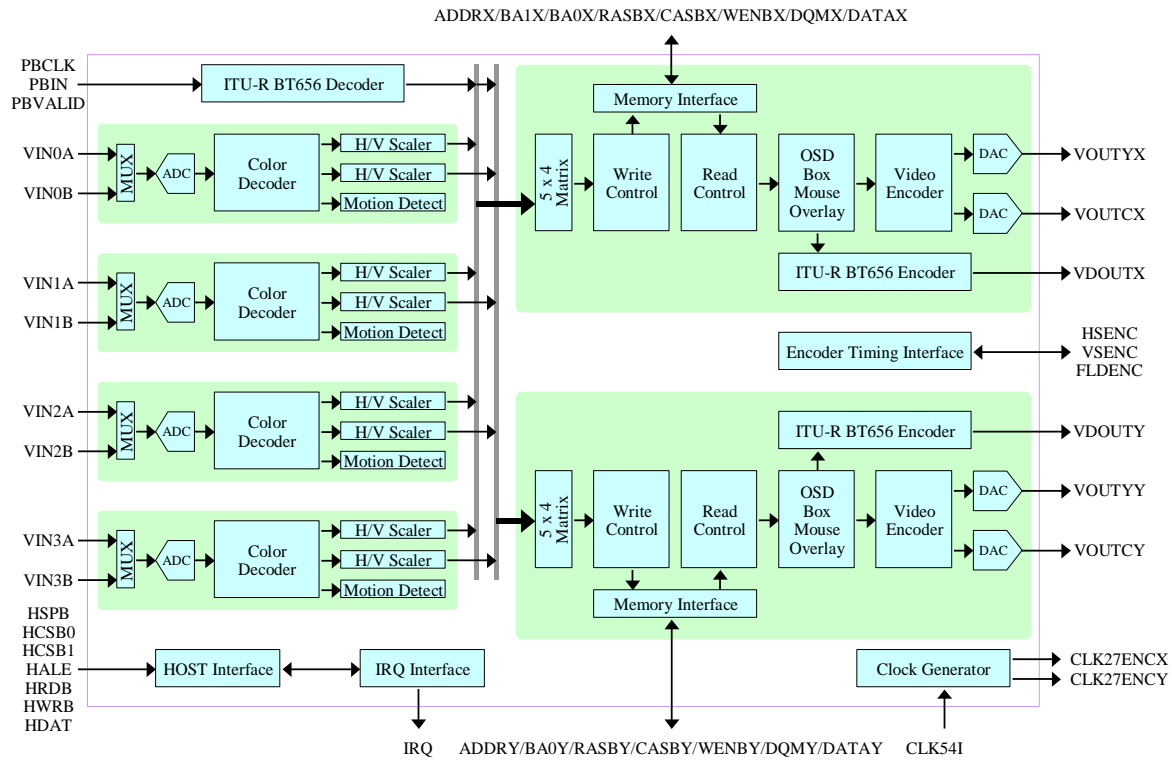 ADDRX/BA1X/BA0X/RASBX/CASBX/WENBX/DQMX/DATAX
PBCLK
PBIN
PBVALID
ITU-R BT656 Decoder
VIN0A
VIN0B
MUX
ADC
Color
Decoder
H/V Scaler
H/V Scaler
Motion Detect
VIN1A
VIN1B
MUX
ADC
Color
Decoder
H/V Scaler
H/V Scaler
Motion Detect
VIN2A
VIN2B
MUX
ADC
Color
Decoder
H/V Scaler
H/V Scaler
Motion Detect
VIN3A
VIN3B
MUX
ADC
Color
Decoder
H/V Scaler
H/V Scaler
Motion Detect
Memory Interface
5 x 4
Matrix
Write
Control
Read
Control
OSD
Box
Mouse
Overlay
Video
Encoder
DAC
DAC
VOUTYX
VOUTCX
ITU-R BT656 Encoder
VDOUTX
Encoder Timing Interface
HSENC
VSENC
FLDENC
ITU-R BT656 Encoder
VDOUTY
5 x 4
Matrix
Write
Control
Read
Control
OSD
Box
Mouse
Overlay
Video
Encoder
DAC
DAC
VOUTYY
VOUTCY
Memory Interface
HSPB
HCSB0
HCSB1
HALE
HRDB
HWRB
HDAT
HOST Interface
IRQ Interface
Clock Generator
CLK27ENCX
CLK27ENCY
IRQ
ADDRY/BA0Y/RASBY/CASBY/WENBY/DQMY/DATAY
CLK54I